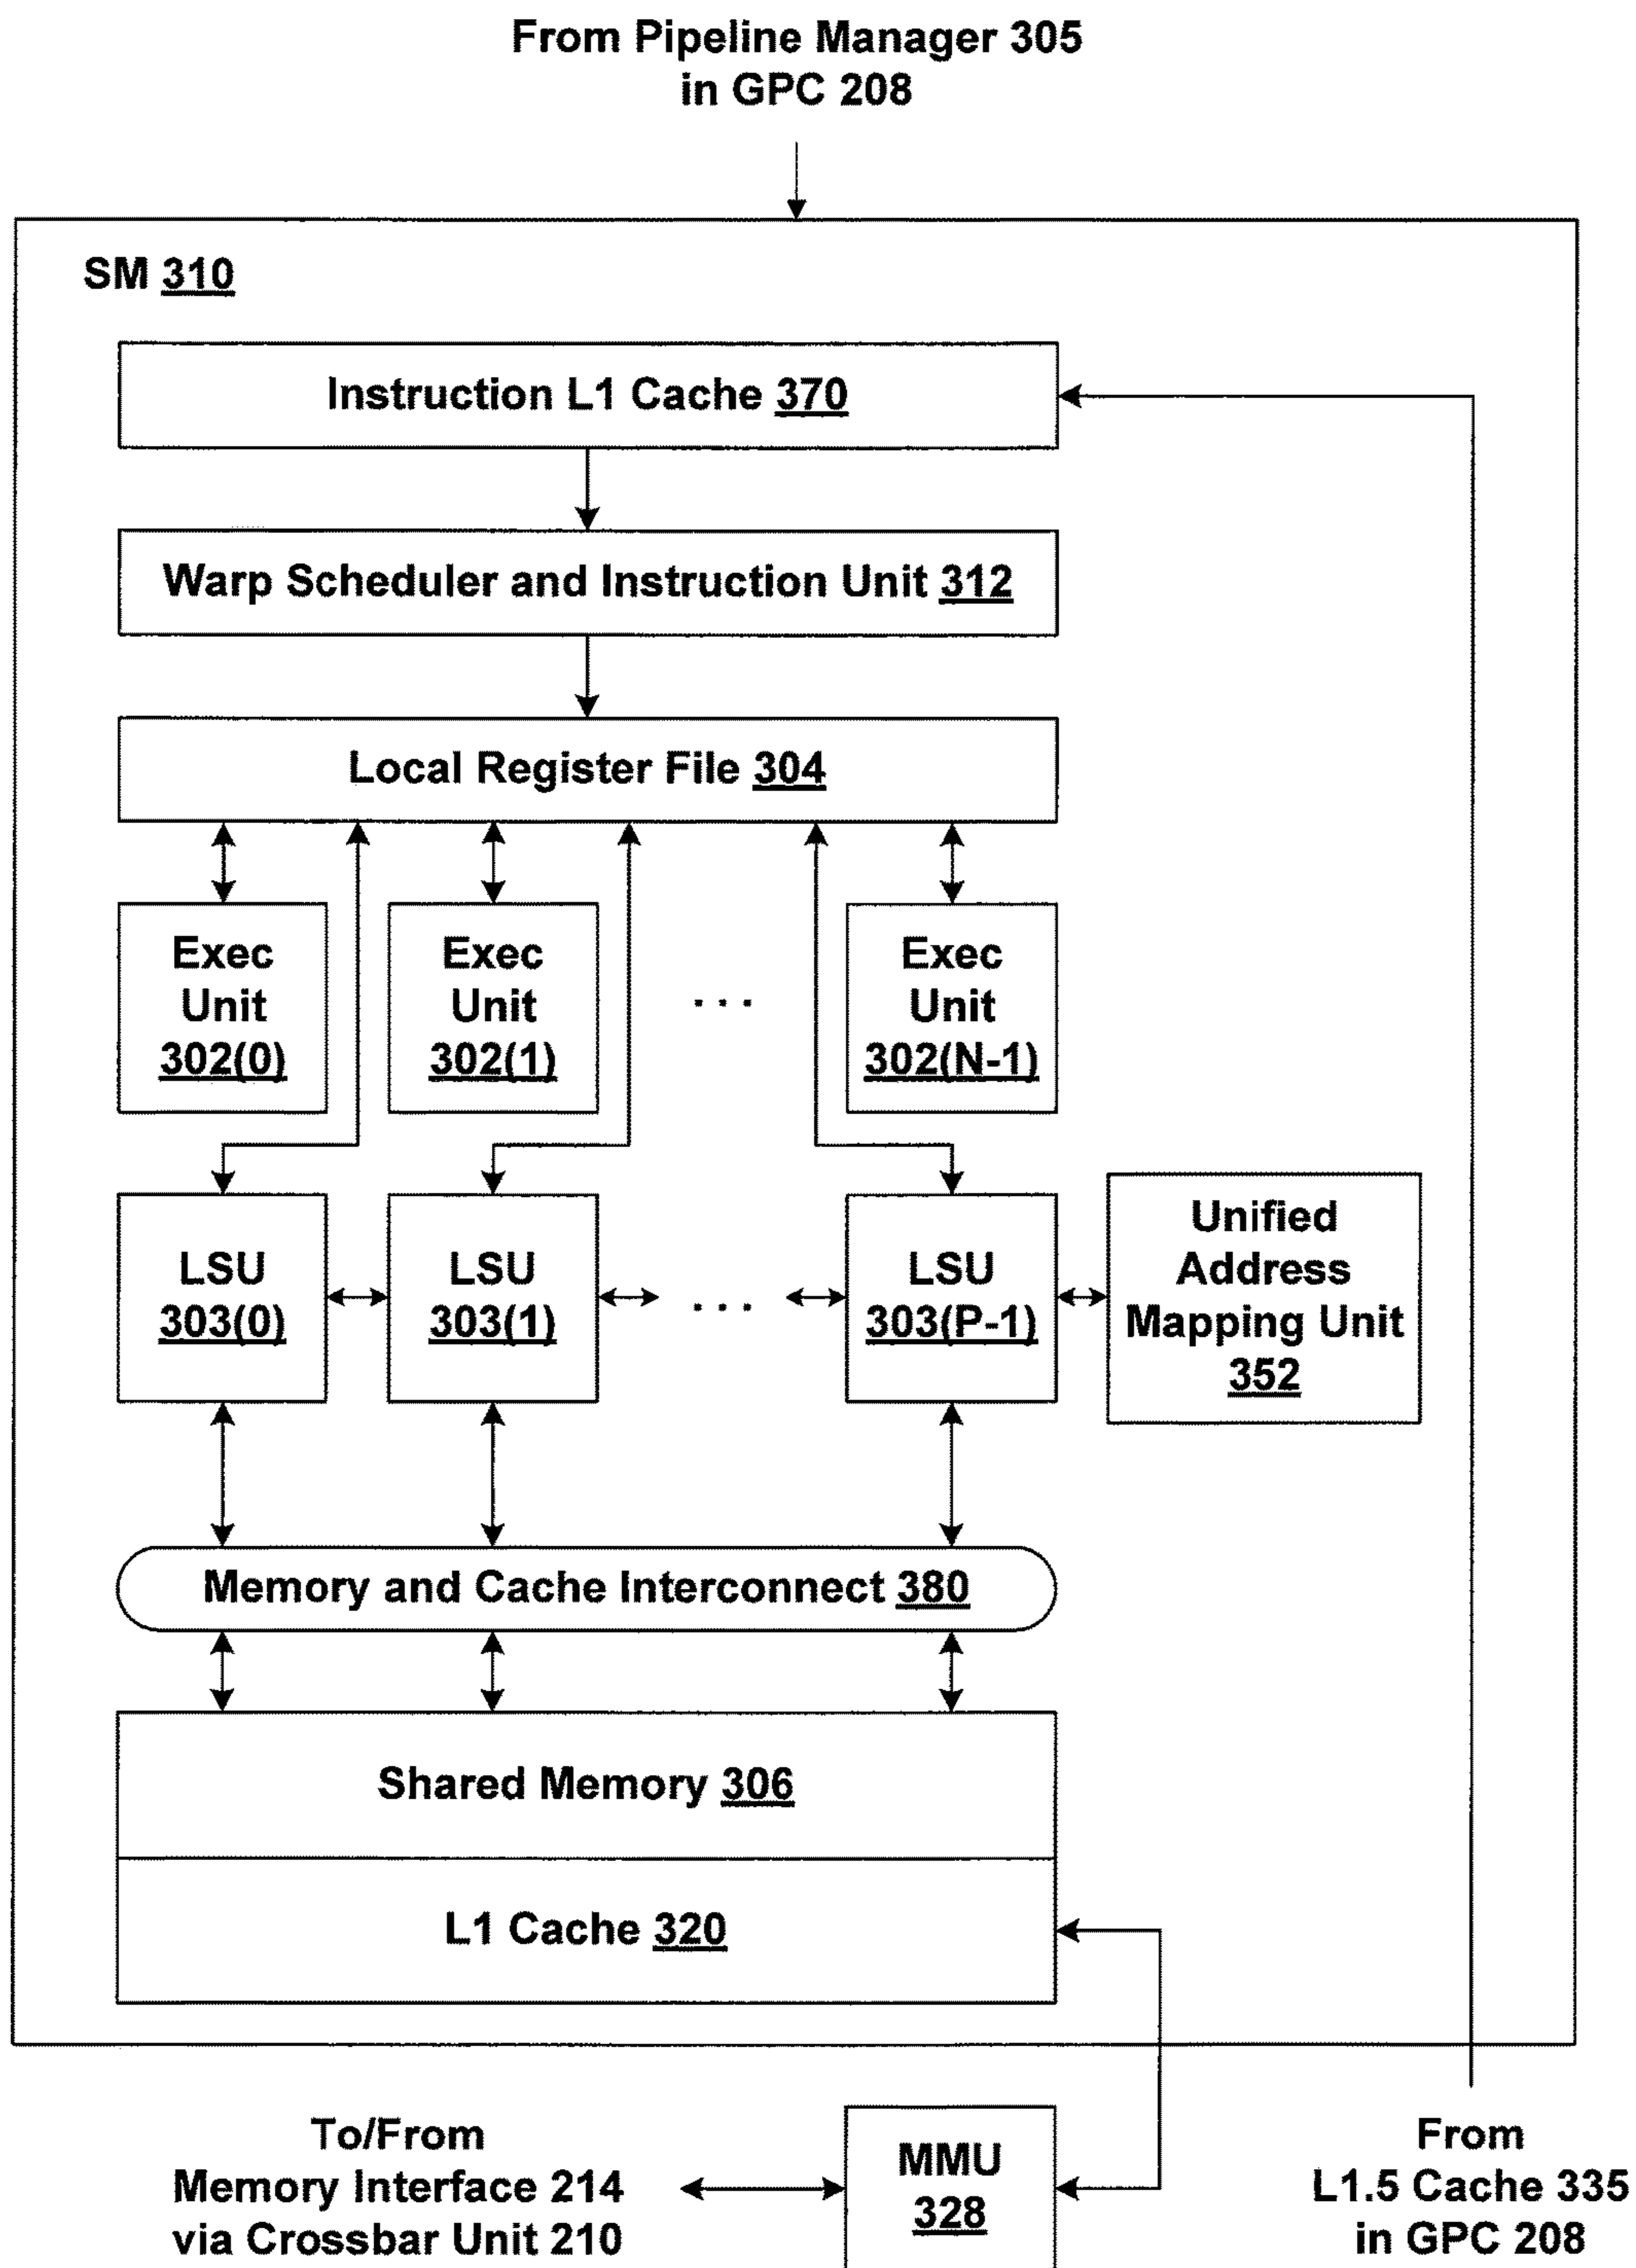 From Pipeline Manager 305
in GPC 208
SM 310
Instruction L1 Cache 370
Warp Scheduler and Instruction Unit 312
Local Register File 304
Exec
Unit
302(0)
Exec
Unit
302(1)
. . .
Exec
Unit
302(N-1)
LSU
303(0)
LSU
303(1)
. . .
LSU
303(P-1)
Unified
Address
Mapping Unit
352
Memory and Cache Interconnect 380
Shared Memory 306
L1 Cache 320
To/From
Memory Interface 214
via Crossbar Unit 210
MMU
328
From
L1.5 Cache 335
in GPC 208